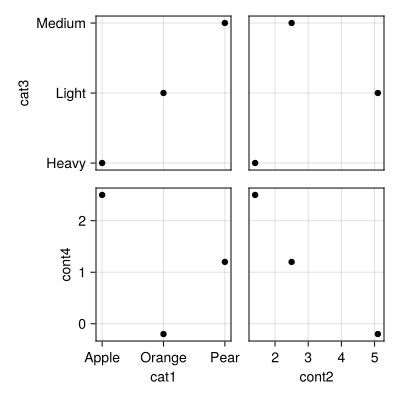 Medium
cat3
Light
Heavy
2
cont4
1
0
Apple Orange Pear 2 3 4 5
cat1 cont2